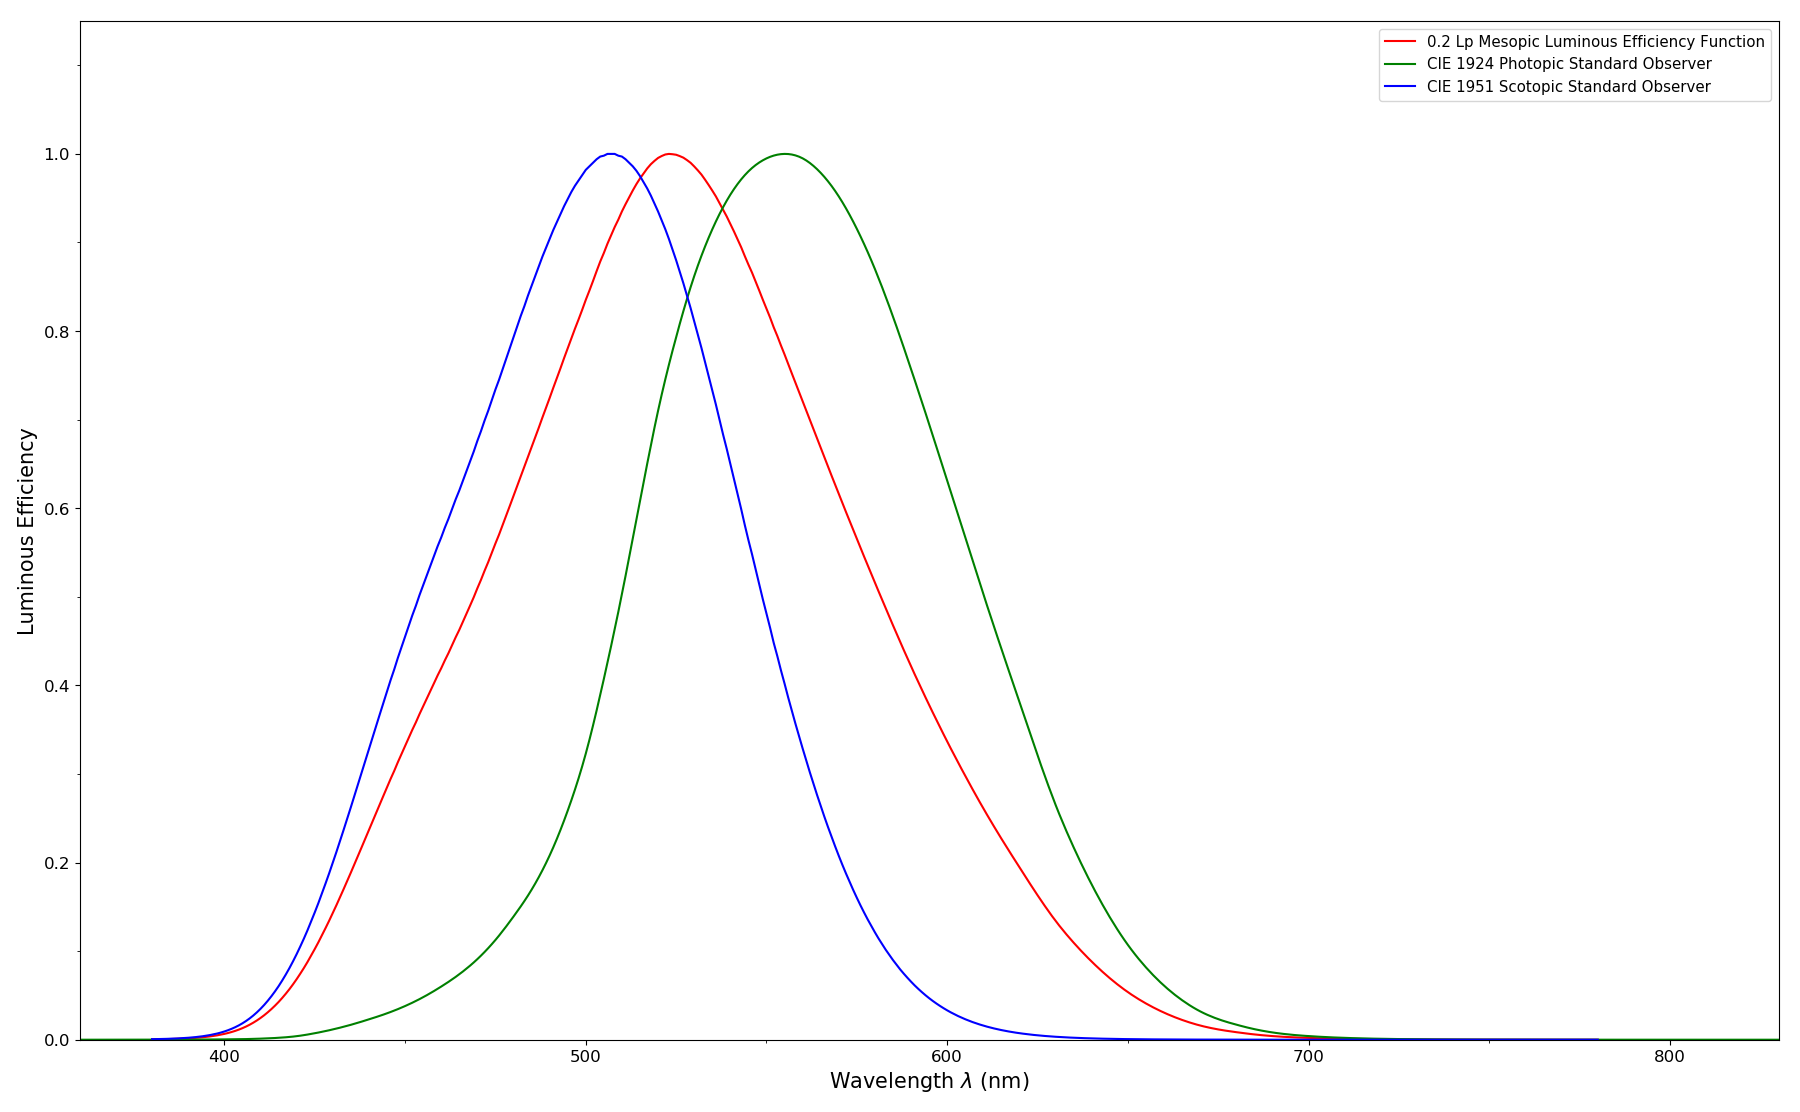 0.2 Lp Mesopic Luminous Efficiency Function
CIE 1924 Photopic Standard Observer
CIE 1951 Scotopic Standard Observer
1.0
0.8
0.6
0.4
0.2
0.0
Luminous Efficiency
400 500 600 700 800
Wavelength λ (nm)